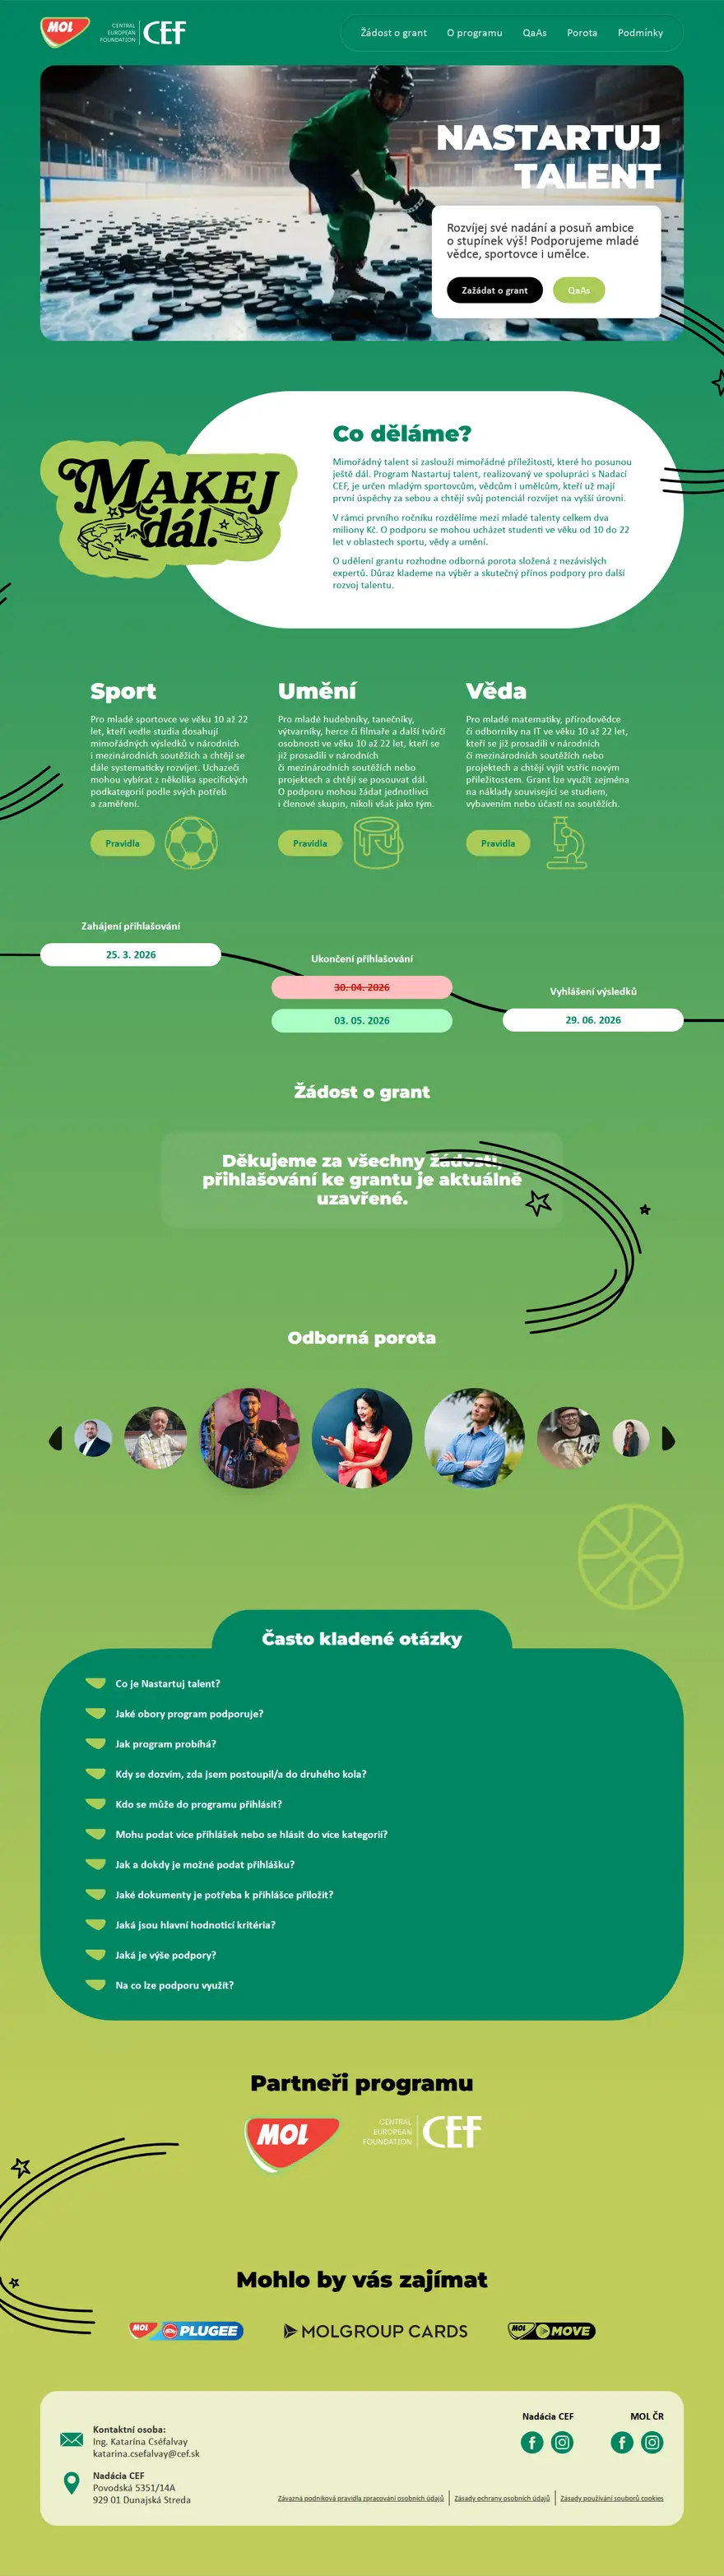 MOL
CENTRAL
EUROPEAN
FOUNDATION
CEF
Žádost o grant
O programu
QaAs
Porota
Podmínky
NASTARTUJ
TALENT
Rozvíjej své nadání a posuň ambice
o stupínek výš! Podporujeme mladé
vědce, sportovce i umělce.
Zažádat o grant
QaAs
MAKEJ
dál.
Co děláme?
Mimořádný talent si zaslouží mimořádné příležitosti, které ho posunou
ještě dál. Program Nastartuj talent, realizovaný ve spolupráci s Nadací
CEF, je určen mladým sportovcům, vědcům i umělcům, kteří už mají
první úspěchy za sebou a chtějí svůj potenciál rozvíjet na vyšší úrovni.
V rámci prvního ročníku rozdělíme mezi mladé talenty celkem dva
miliony Kč. O podporu se mohou ucházet studenti ve věku od 10 do 22
let v oblastech sportu, vědy a umění.
O udělení grantu rozhodne odborná porota složená z nezávislých
expertů. Důraz klademe na výběr a skutečný přínos podpory pro další
rozvoj talentu.
Sport
Pro mladé sportovce ve věku 10 až 22
let, kteří vedle studia dosahují
mimořádných výsledků v národních
i mezinárodních soutěžích a chtějí se
dále systematicky rozvíjet. Uchazeči
mohou vybírat z několika specifických
podkategorií podle svých potřeb
a zaměření.
Pravidla
Umění
Pro mladé hudebníky, tanečníky,
výtvarníky, herce či filmaře a další tvůrčí
osobnosti ve věku 10 až 22 let, kteří se
již prosadili v národních
či mezinárodních soutěžích nebo
projektech a chtějí se posouvat dál.
O podporu mohou žádat jednotlivci
i členové skupin, nikoli však jako tým.
Pravidla
Věda
Pro mladé matematiky, přírodovědce
či odborníky na IT ve věku 10 až 22 let,
kteří se již prosadili v národních
či mezinárodních soutěžích nebo
projektech a chtějí vyjít vstříc novým
příležitostem. Grant lze využít zejména
na náklady související se studiem,
vybavením nebo účastí na soutěžích.
Pravidla
Zahájení přihlašování
25. 3. 2026
Ukončení přihlašování
30. 04. 2026
03. 05. 2026
Vyhlášení výsledků
29. 06. 2026
Žádost o grant
Děkujeme za všechny žádosti,
přihlašování ke grantu je aktuálně
uzavřené.
Odborná porota
Často kladené otázky
Co je Nastartuj talent?
Jaké obory program podporuje?
Jak program probíhá?
Kdy se dozvím, zda jsem postoupil/a do druhého kola?
Kdo se může do programu přihlásit?
Mohu podat více přihlášek nebo se hlásit do více kategorií?
Jak a dokdy je možné podat přihlášku?
Jaké dokumenty je potřeba k přihlášce přiložit?
Jaká jsou hlavní hodnotící kritéria?
Jaká je výše podpory?
Na co lze podporu využít?
Partneři programu
MOL
CENTRAL
EUROPEAN
FOUNDATION
CEF
Mohlo by vás zajímat
MOL PLUGEE
MOLGROUP CARDS
MOL MOVE
Kontaktní osoba:
Ing. Katarína Cséfalvay
katarina.csefalvay@cef.sk
Nadácia CEF
Povodská 5351/14A
929 01 Dunajská Streda
Nadácia CEF
MOL ČR
Závazná podniková pravidla zpracování osobních údajů
Zásady ochrany osobních údajů
Zásady používání souborů cookies